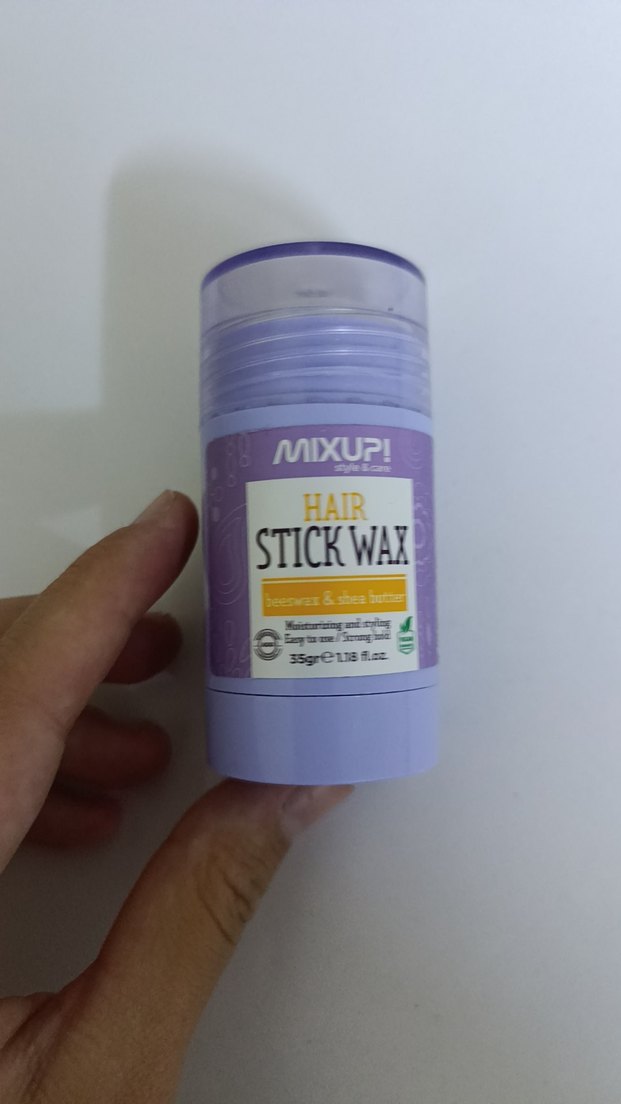 MIXUP!
style & care
HAIR
STICK WAX
beeswax & shea butter
Moisturizing and styling
Easy to use / Strong hold
35gr℮1.18 fl.oz.